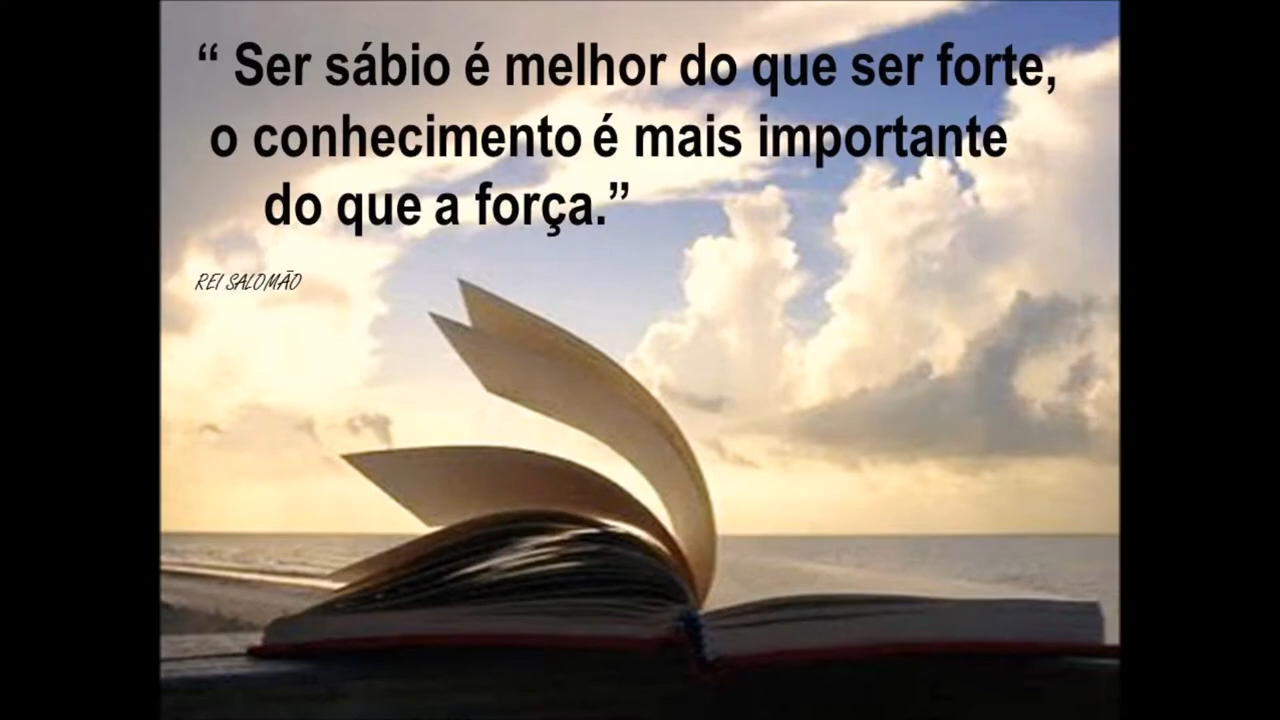 “ Ser sábio é melhor do que ser forte,
o conhecimento é mais importante
do que a força.”
REI SALOMÃO